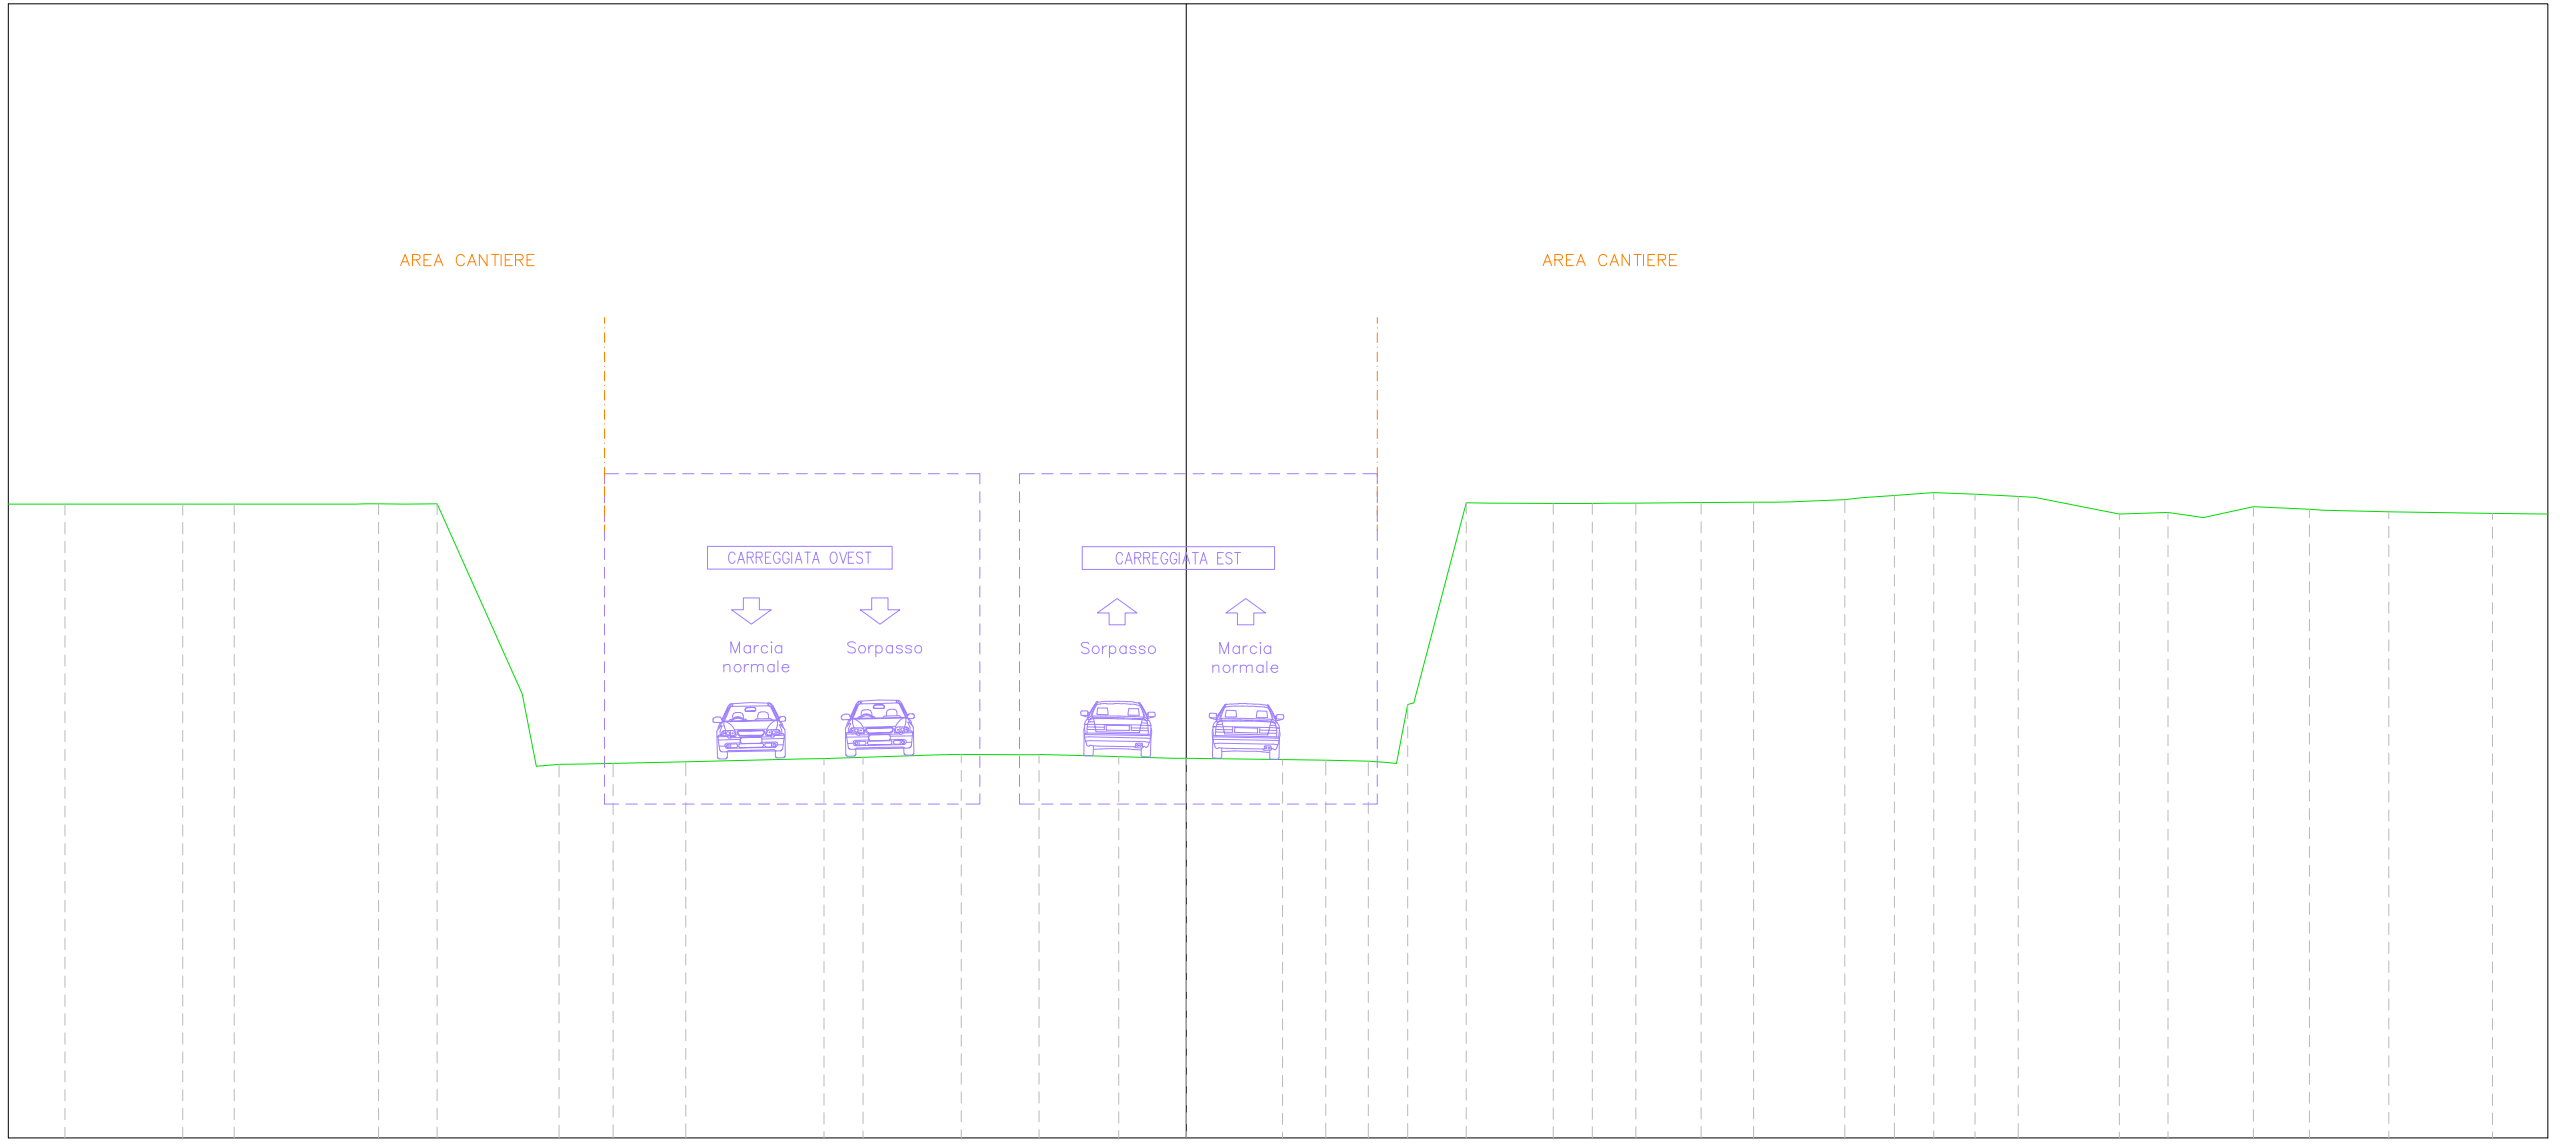 AREA CANTIERE
AREA CANTIERE
CARREGGIATA OVEST
CARREGGIATA EST
Marcia
normale
Sorpasso
Sorpasso
Marcia
normale